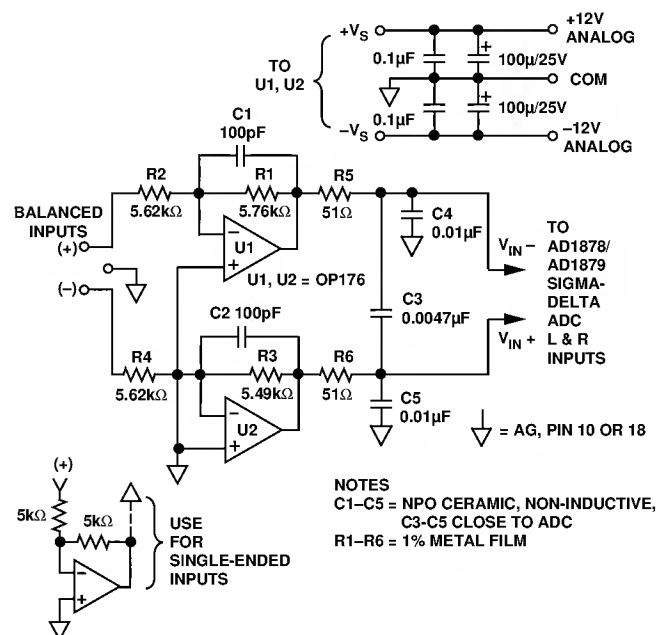 +VS
+12V
ANALOG
TO
U1, U2
0.1µF
+
100µ/25V
COM
0.1µF
+
100µ/25V
−VS
−12V
ANALOG
C1
100pF
R2
5.62kΩ
R1
5.76kΩ
R5
51Ω
BALANCED
INPUTS
(+)
(−)
−
+
U1
U1, U2 = OP176
C4
0.01µF
VIN −
TO
AD1878/
AD1879
SIGMA-
DELTA
ADC
L & R
INPUTS
VIN +
C3
0.0047µF
C2 100pF
R4
5.62kΩ
R3
5.49kΩ
R6
51Ω
−
+
U2
C5
0.01µF
= AG, PIN 10 OR 18
(+)
5kΩ
5kΩ
−
+
USE
FOR
SINGLE-ENDED
INPUTS
NOTES
C1–C5 = NPO CERAMIC, NON-INDUCTIVE,
C3-C5 CLOSE TO ADC
R1–R6 = 1% METAL FILM